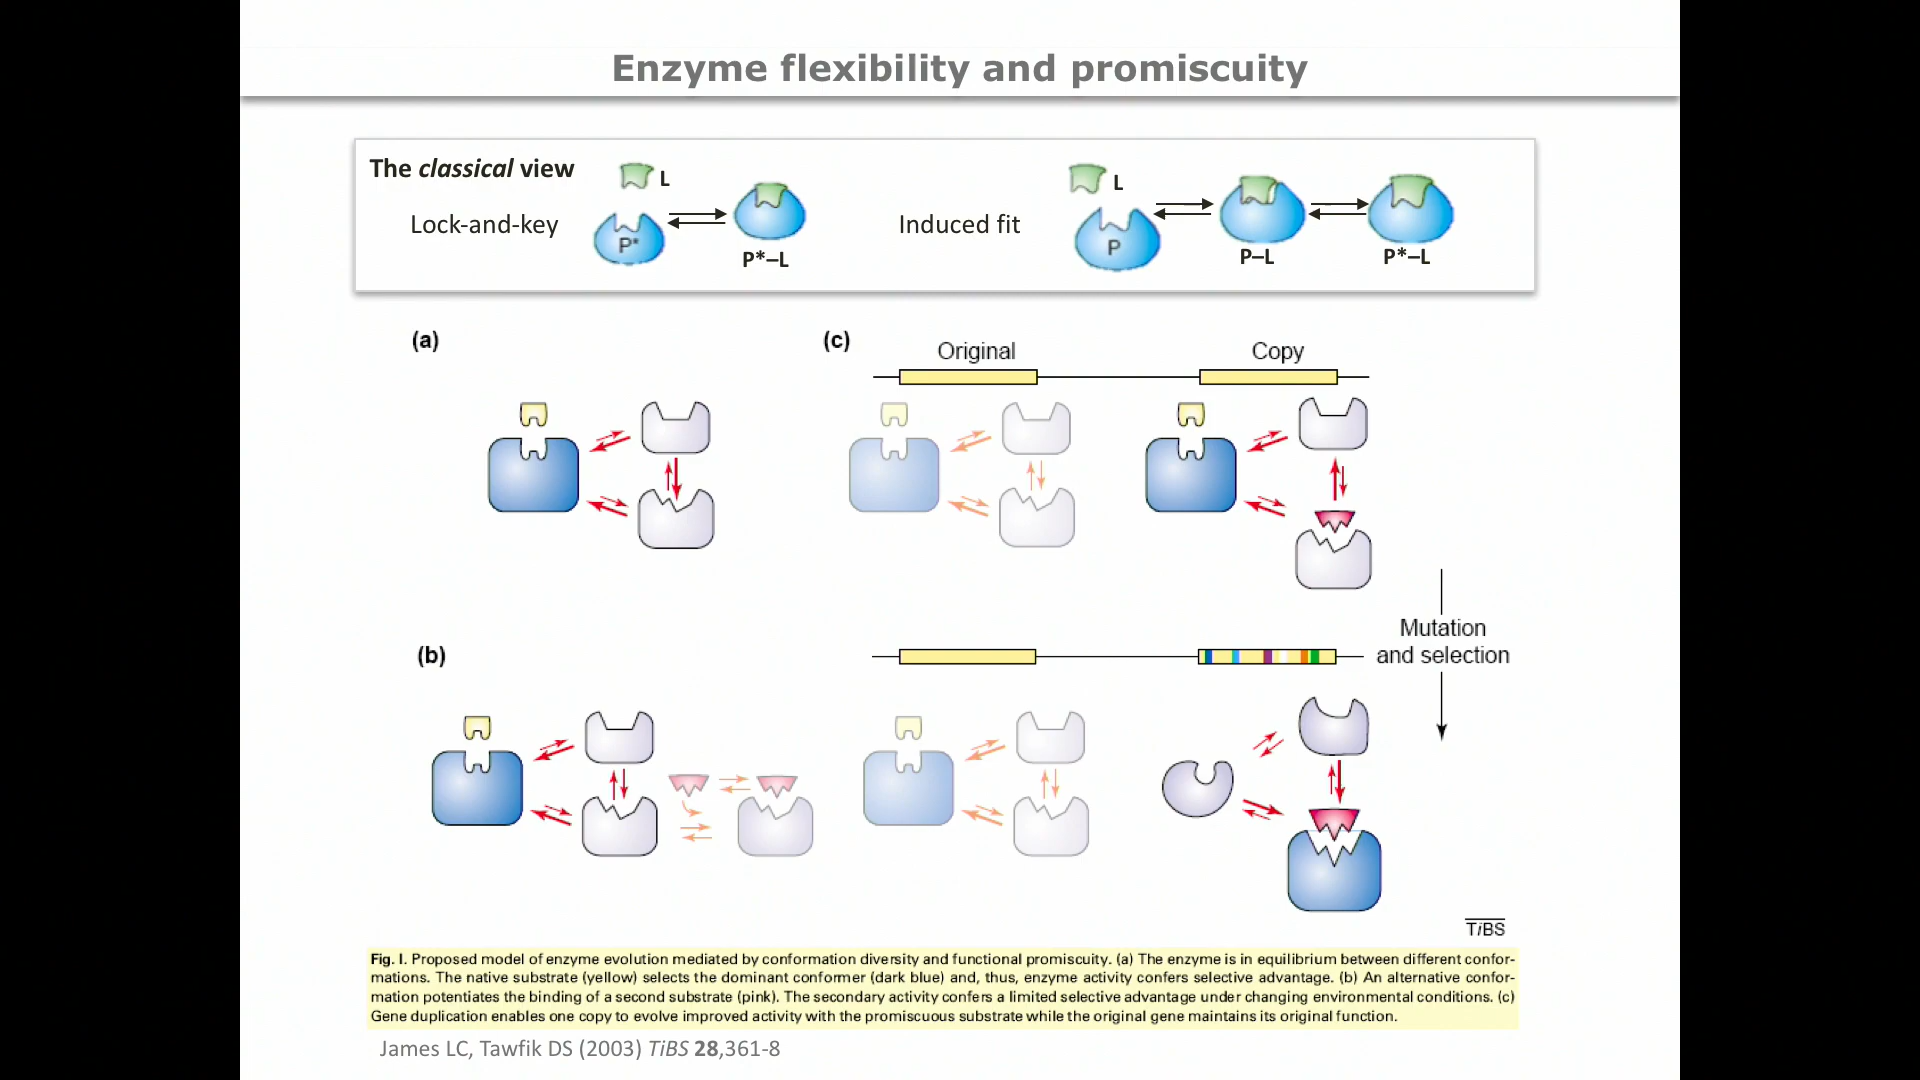 Enzyme flexibility and promiscuity
The classical view
Lock-and-key
L
P*
P*–L
Induced fit
L
P
P–L
P*–L
(a)
(c)
Original
Copy
Mutation
and selection
(b)
TiBS
Fig. I. Proposed model of enzyme evolution mediated by conformation diversity and functional promiscuity. (a) The enzyme is in equilibrium between different confor-
mations. The native substrate (yellow) selects the dominant conformer (dark blue) and, thus, enzyme activity confers selective advantage. (b) An alternative confor-
mation potentiates the binding of a second substrate (pink). The secondary activity confers a limited selective advantage under changing environmental conditions. (c)
Gene duplication enables one copy to evolve improved activity with the promiscuous substrate while the original gene maintains its original function.
James LC, Tawfik DS (2003) TiBS 28,361-8